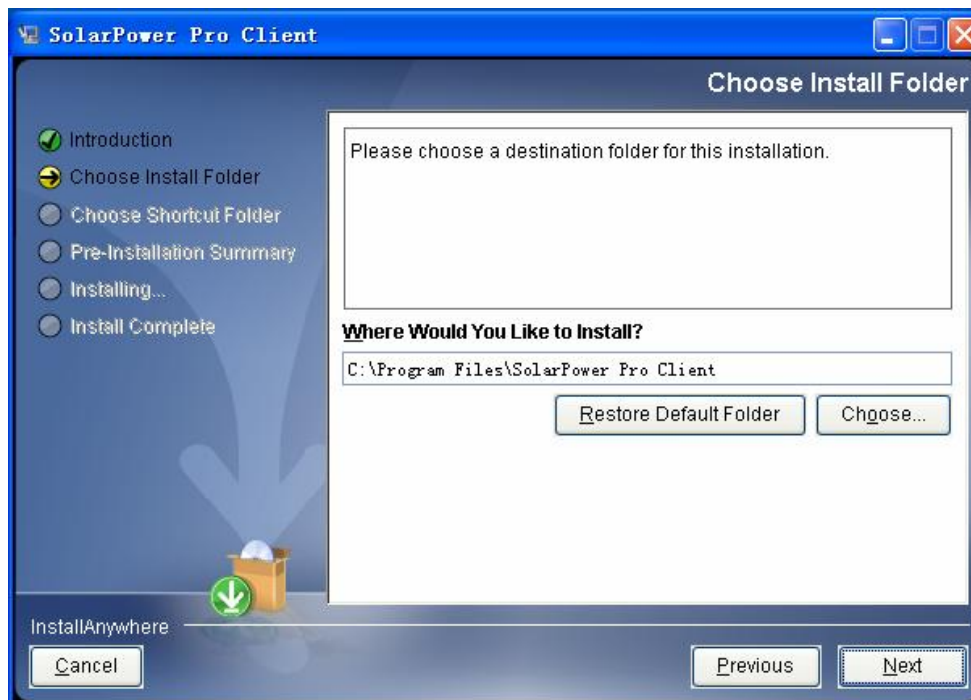 SolarPower Pro Client
Choose Install Folder
Introduction
Choose Install Folder
Choose Shortcut Folder
Pre-Installation Summary
Installing...
Install Complete
Please choose a destination folder for this installation.
Where Would You Like to Install?
C:\Program Files\SolarPower Pro Client
Restore Default Folder
Choose...
InstallAnywhere
Cancel
Previous
Next